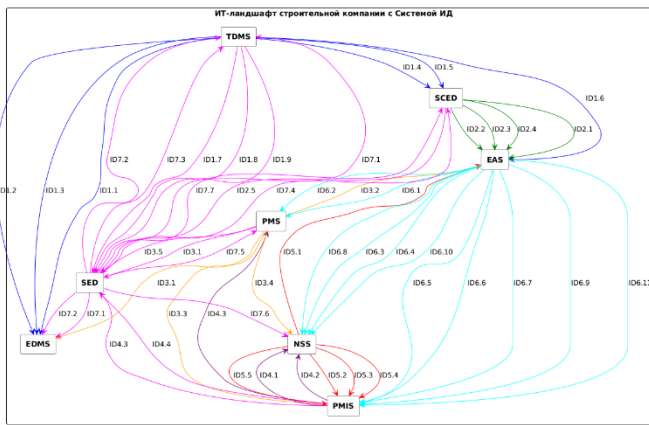 ИТ-ландшафт строительной компании с Системой ИД
TDMS
ID1.4
ID1.5
SCED
ID1.6
ID2.2
ID2.3
ID2.4
ID2.1
EAS
ID7.2
ID7.3
ID1.7
ID1.8
ID1.9
ID7.1
ID1.2
ID1.3
ID1.1
ID7.7
ID2.5
ID7.4
ID6.2
ID3.2
ID6.1
PMS
ID3.5
ID3.1
ID7.5
ID5.1
ID6.8
ID6.3
ID6.4
ID6.10
SED
ID3.1
ID3.4
ID6.5
ID6.6
ID6.7
ID6.9
ID7.2
ID7.1
ID3.3
ID4.3
ID7.6
EDMS
ID4.3
ID4.4
NSS
ID5.5
ID4.1
ID4.2
ID5.2
ID5.3
ID5.4
PMIS